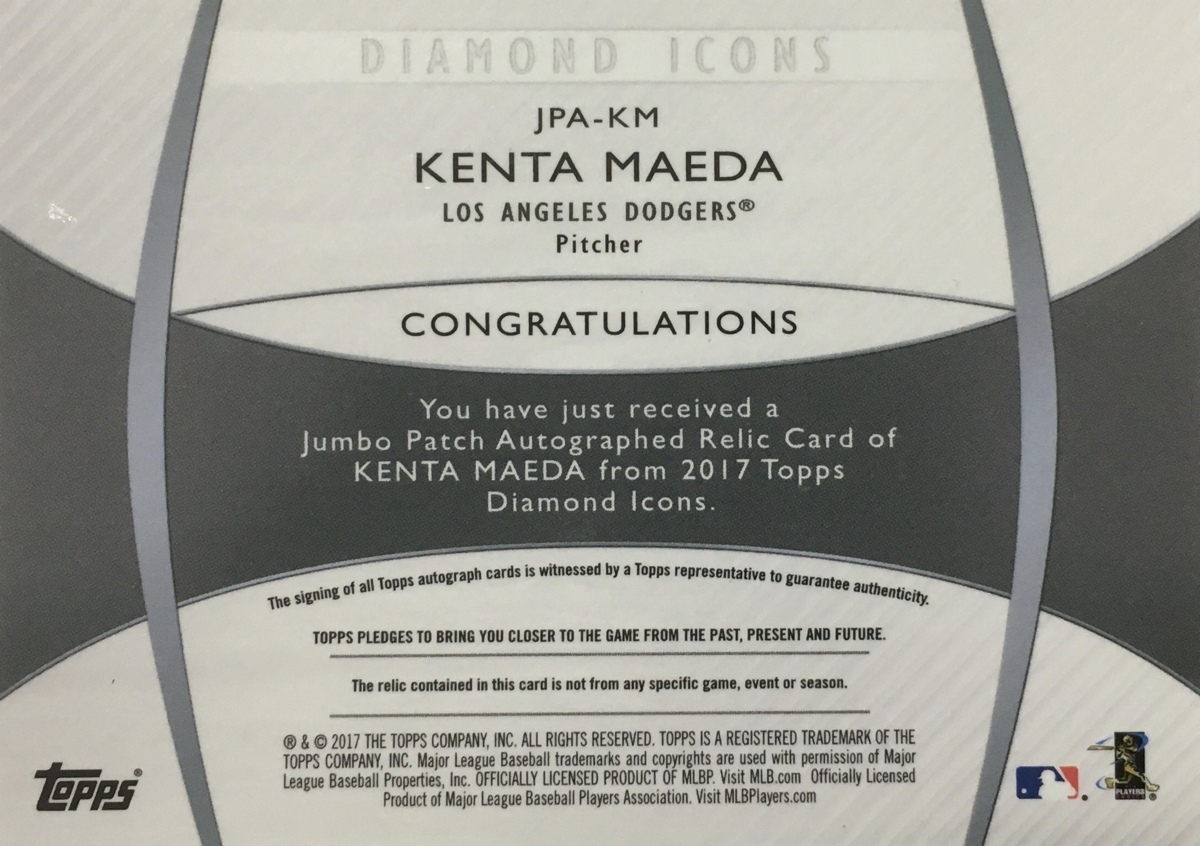 DIAMOND ICONS
JPA-KM
KENTA MAEDA
LOS ANGELES DODGERS®
Pitcher
CONGRATULATIONS
You have just received a
Jumbo Patch Autographed Relic Card of
KENTA MAEDA from 2017 Topps
Diamond Icons.
The signing of all Topps autograph cards is witnessed by a Topps representative to guarantee authenticity.
TOPPS PLEDGES TO BRING YOU CLOSER TO THE GAME FROM THE PAST, PRESENT AND FUTURE.
The relic contained in this card is not from any specific game, event or season.
® & © 2017 THE TOPPS COMPANY, INC. ALL RIGHTS RESERVED. TOPPS IS A REGISTERED TRADEMARK OF THE
TOPPS COMPANY, INC. Major League Baseball trademarks and copyrights are used with permission of Major
League Baseball Properties, Inc. OFFICIALLY LICENSED PRODUCT OF MLBP. Visit MLB.com Officially Licensed
Product of Major League Baseball Players Association. Visit MLBPlayers.com
Topps®
PLAYERS